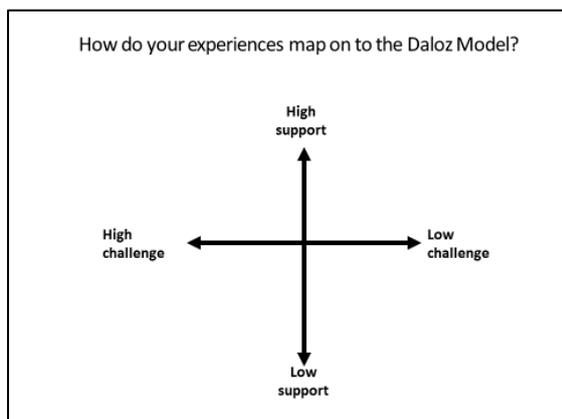 How do your experiences map on to the Daloz Model?
High
support
High
challenge
Low
challenge
Low
support